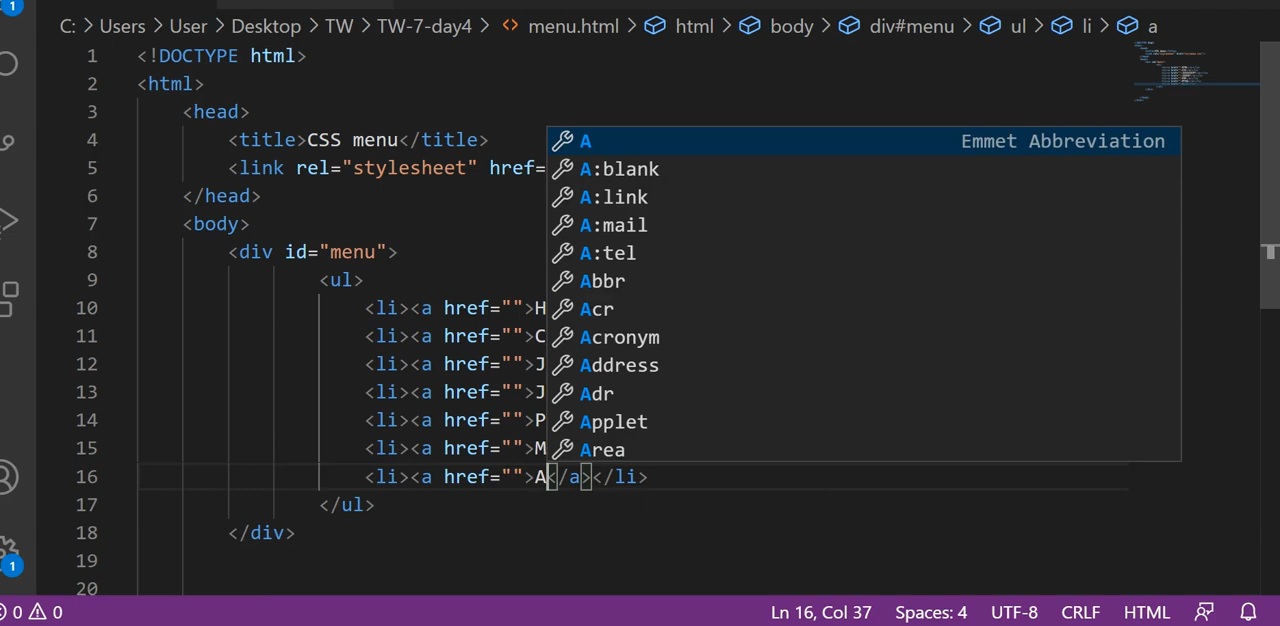 1
C: > Users > User > Desktop > TW > TW-7-day4 > <> menu.html > html > body > div#menu > ul > li > a
1 <!DOCTYPE html>
2 <html>
3 <head>
4 <title>CSS menu</title>
5 <link rel="stylesheet" href=
6 </head>
7 <body>
8 <div id="menu">
9 <ul>
10 <li><a href="">H
11 <li><a href="">C
12 <li><a href="">J
13 <li><a href="">J
14 <li><a href="">P
15 <li><a href="">M
16 <li><a href="">A</a></li>
17 </ul>
18 </div>
19
20
A Emmet Abbreviation
A:blank
A:link
A:mail
A:tel
Abbr
Acr
Acronym
Address
Adr
Applet
Area
1
0 0 Ln 16, Col 37 Spaces: 4 UTF-8 CRLF HTML